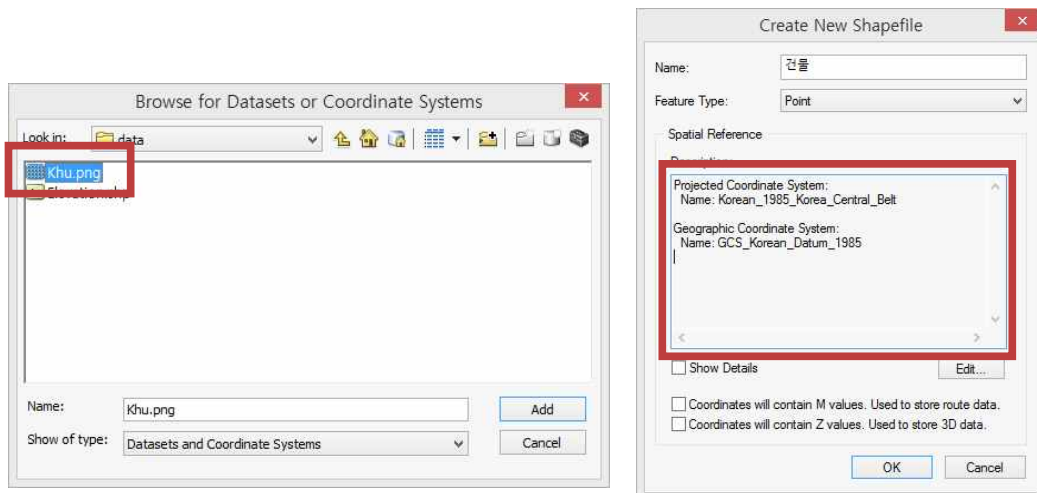 Browse for Datasets or Coordinate Systems
Look in: data
Khu.png
Name: Khu.png
Add
Show of type: Datasets and Coordinate Systems
Cancel
Create New Shapefile
Name: 건물
Feature Type: Point
Spatial Reference
Projected Coordinate System:
Name: Korean_1985_Korea_Central_Belt
Geographic Coordinate System:
Name: GCS_Korean_Datum_1985
Show Details
Edit...
Coordinates will contain M values. Used to store route data.
Coordinates will contain Z values. Used to store 3D data.
OK
Cancel